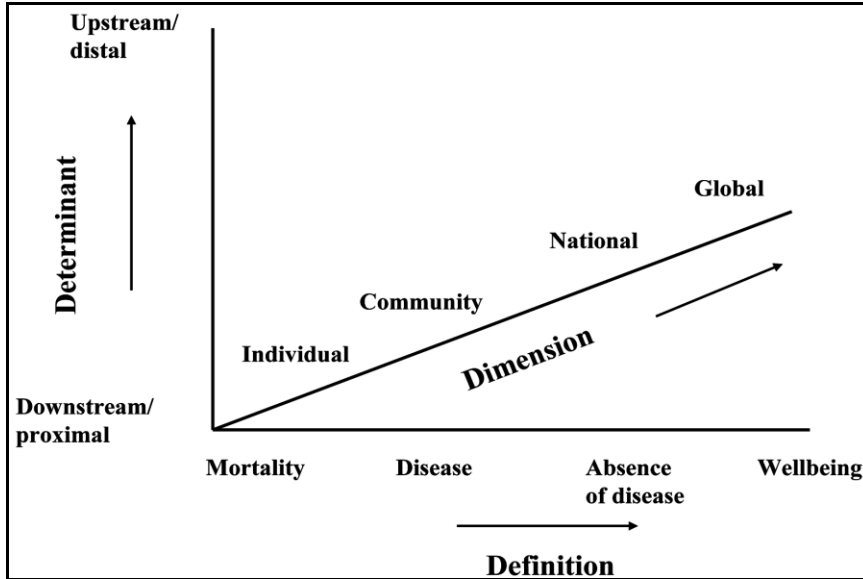 Upstream/
distal
Determinant
Global
National
Community
Individual
Dimension
Downstream/
proximal
Mortality
Disease
Absence
of disease
Wellbeing
Definition